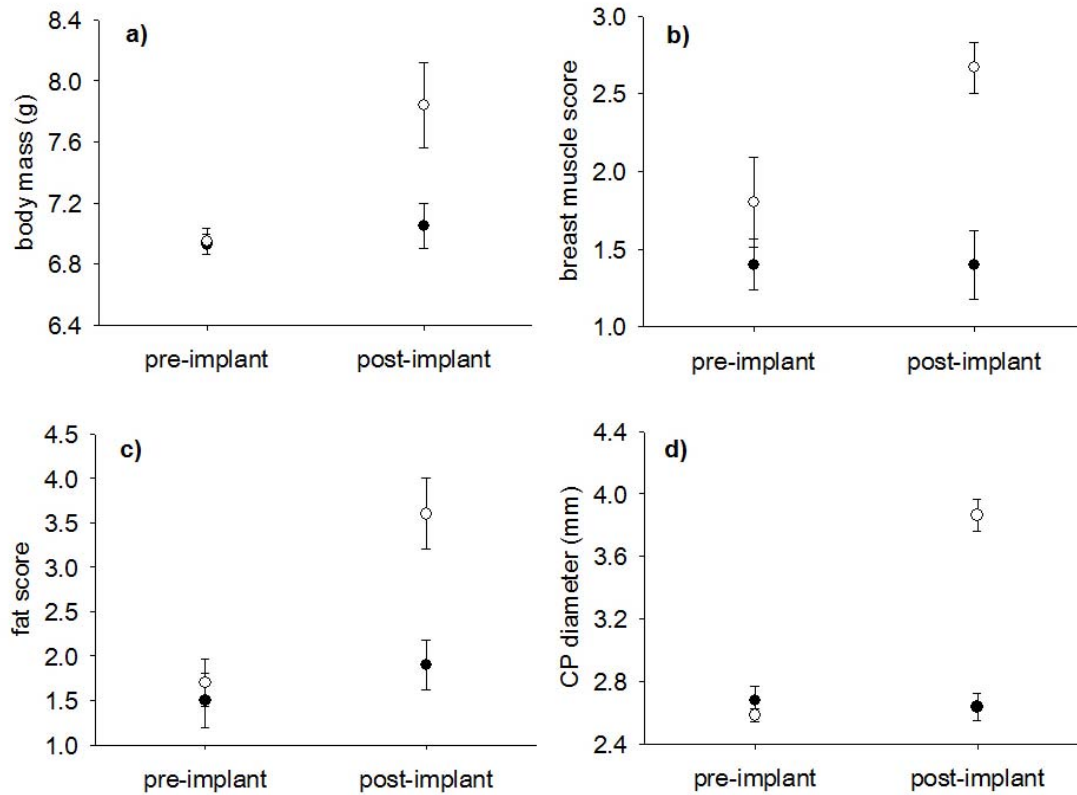 a)
body mass (g)
8.4
8.0
7.6
7.2
6.8
6.4
pre-implant post-implant
b)
breast muscle score
3.0
2.5
2.0
1.5
1.0
pre-implant post-implant
c)
fat score
4.5
4.0
3.5
3.0
2.5
2.0
1.5
1.0
pre-implant post-implant
d)
CP diameter (mm)
4.4
4.0
3.6
3.2
2.8
2.4
pre-implant post-implant